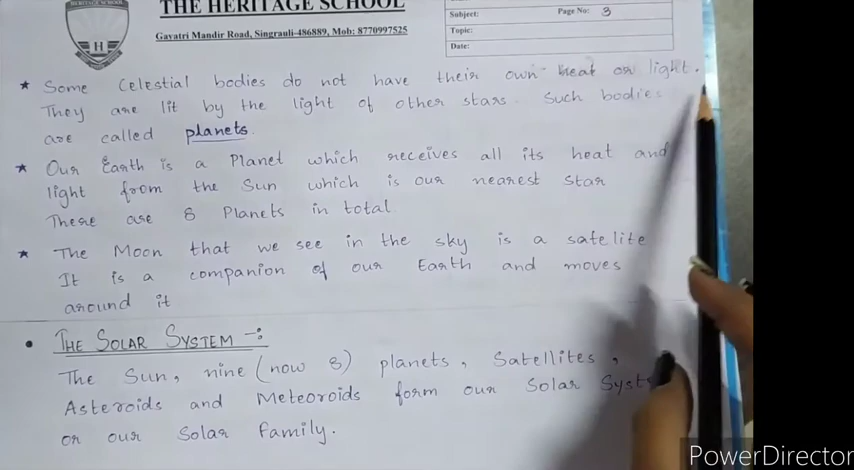 THE HERITAGE SCHOOL
Gayatri Mandir Road, Singrauli-486889, Mob: 8770997525
HERITAGE SCHOOL
H
Subject:
Page No: 3
Topic:
Date:
★ Some Celestial bodies do not have their own heat or light.
They are lit by the light of other stars. Such bodies
are called planets.
★ Our Earth is a Planet which receives all its heat and
light from the Sun which is our nearest star
There are 8 Planets in total
★ The Moon that we see in the sky is a satelite
It is a companion of our Earth and moves
around it
• THE SOLAR SYSTEM -:
The Sun, nine (now 8) planets, Satellites,
Asteroids and Meteoroids form our Solar Syst
or our Solar family.
PowerDirector